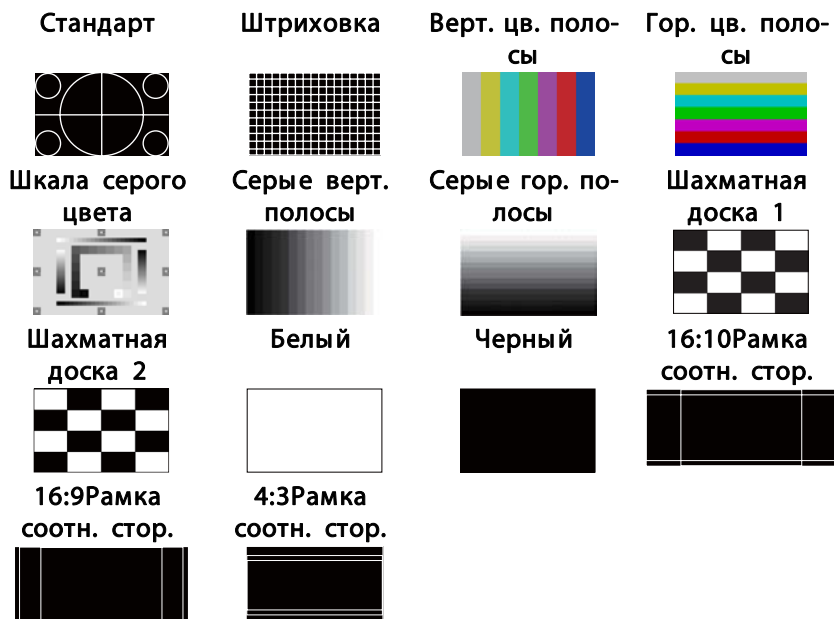 Стандарт
Штриховка
Верт. цв. поло-
сы
Гор. цв. поло-
сы
Шкала серого
цвета
Серые верт.
полосы
Серые гор. по-
лосы
Шахматная
доска 1
Шахматная
доска 2
Белый
Черный
16:10Рамка
соотн. стор.
16:9Рамка
соотн. стор.
4:3Рамка
соотн. стор.